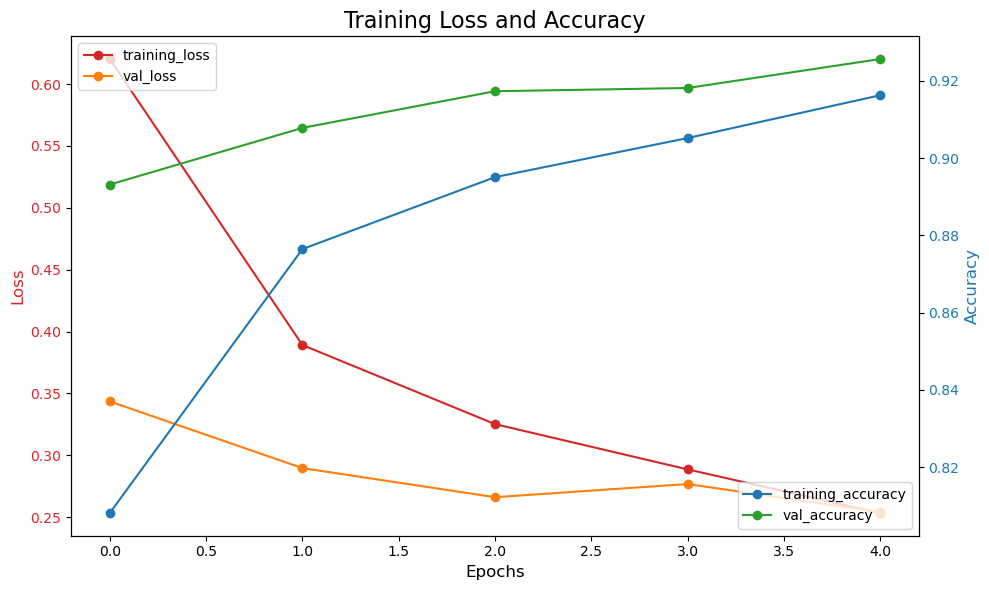 Training Loss and Accuracy
training_loss
val_loss
0.60
0.55
0.50
0.45
0.40
0.35
0.30
0.25
Loss
0.92
0.90
0.88
0.86
0.84
0.82
Accuracy
training_accuracy
val_accuracy
0.0 0.5 1.0 1.5 2.0 2.5 3.0 3.5 4.0
Epochs